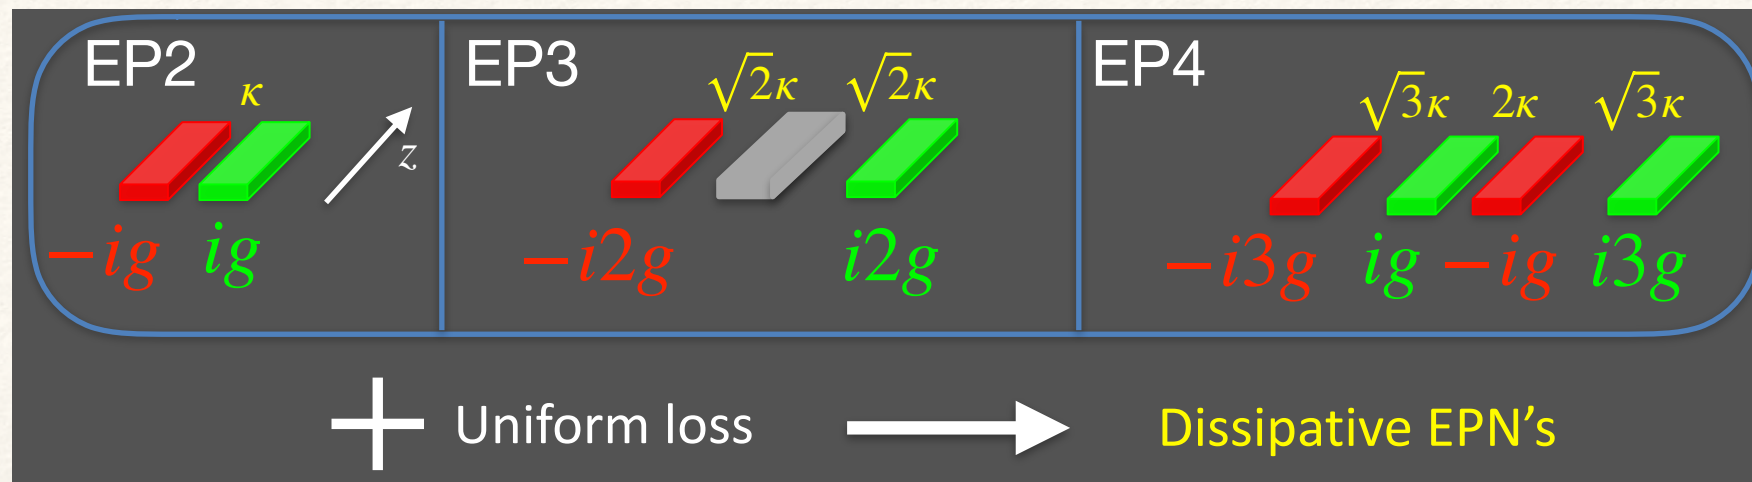 EP2
κ
z
−ig ig
EP3
√2κ √2κ
−i2g i2g
EP4
√3κ 2κ √3κ
−i3g ig −ig i3g
+ Uniform loss → Dissipative EPN’s